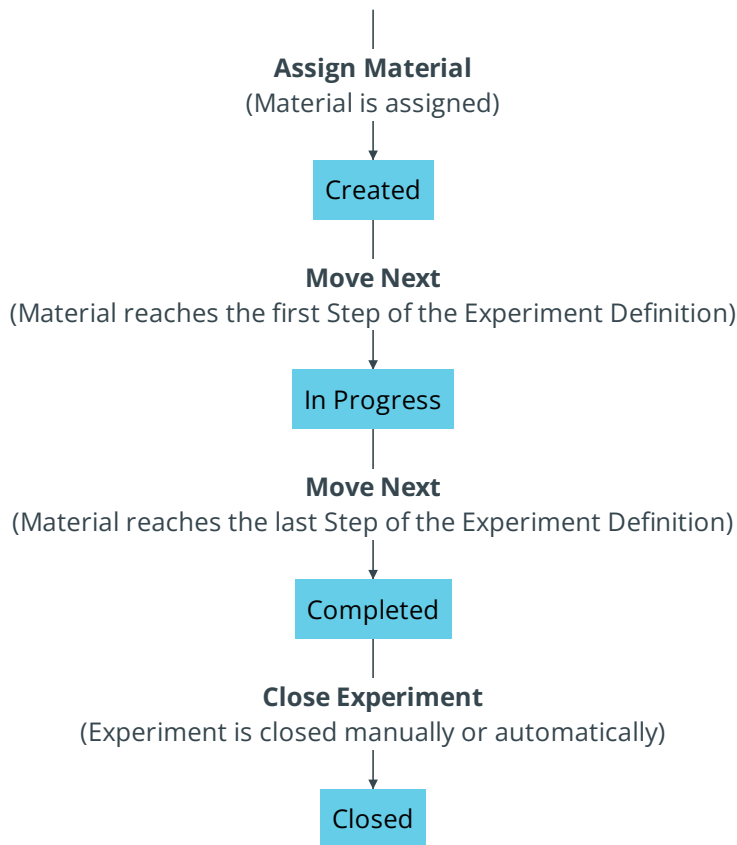 Assign Material
(Material is assigned)
Created
Move Next
(Material reaches the first Step of the Experiment Definition)
In Progress
Move Next
(Material reaches the last Step of the Experiment Definition)
Completed
Close Experiment
(Experiment is closed manually or automatically)
Closed